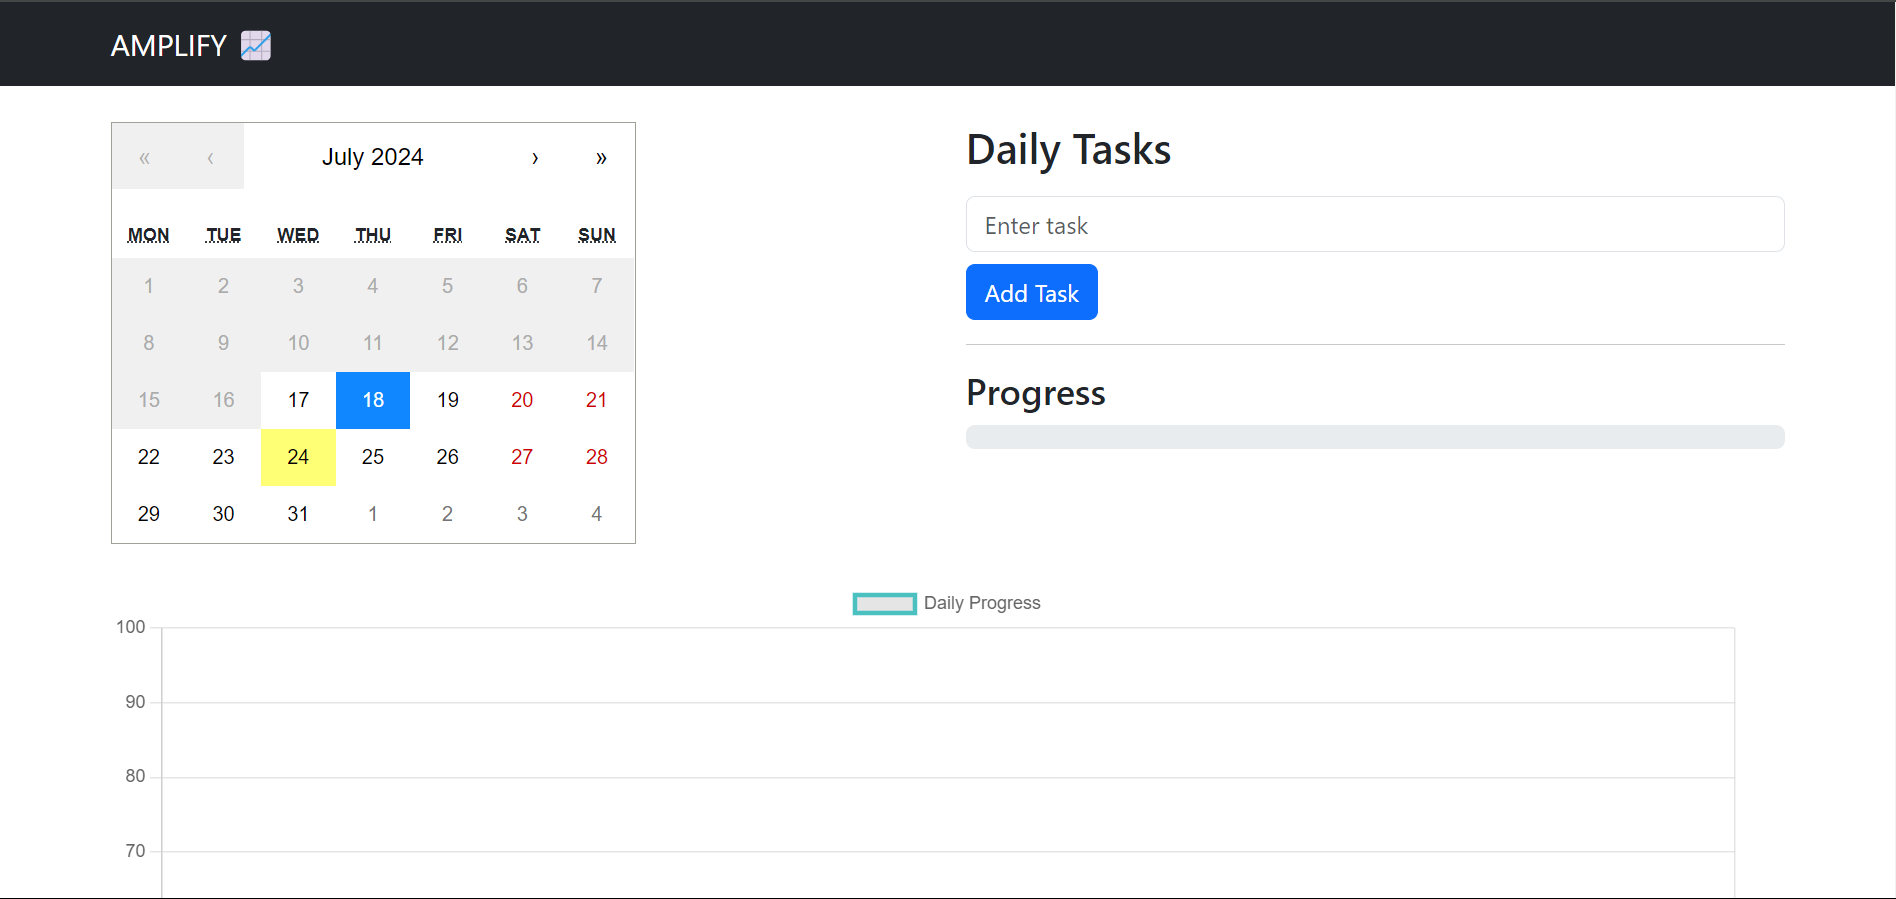 AMPLIFY 📈
« ‹ July 2024 › »
MON TUE WED THU FRI SAT SUN
1 2 3 4 5 6 7
8 9 10 11 12 13 14
15 16 17 18 19 20 21
22 23 24 25 26 27 28
29 30 31 1 2 3 4
Daily Tasks
Enter task
Add Task
Progress
Daily Progress
100
90
80
70